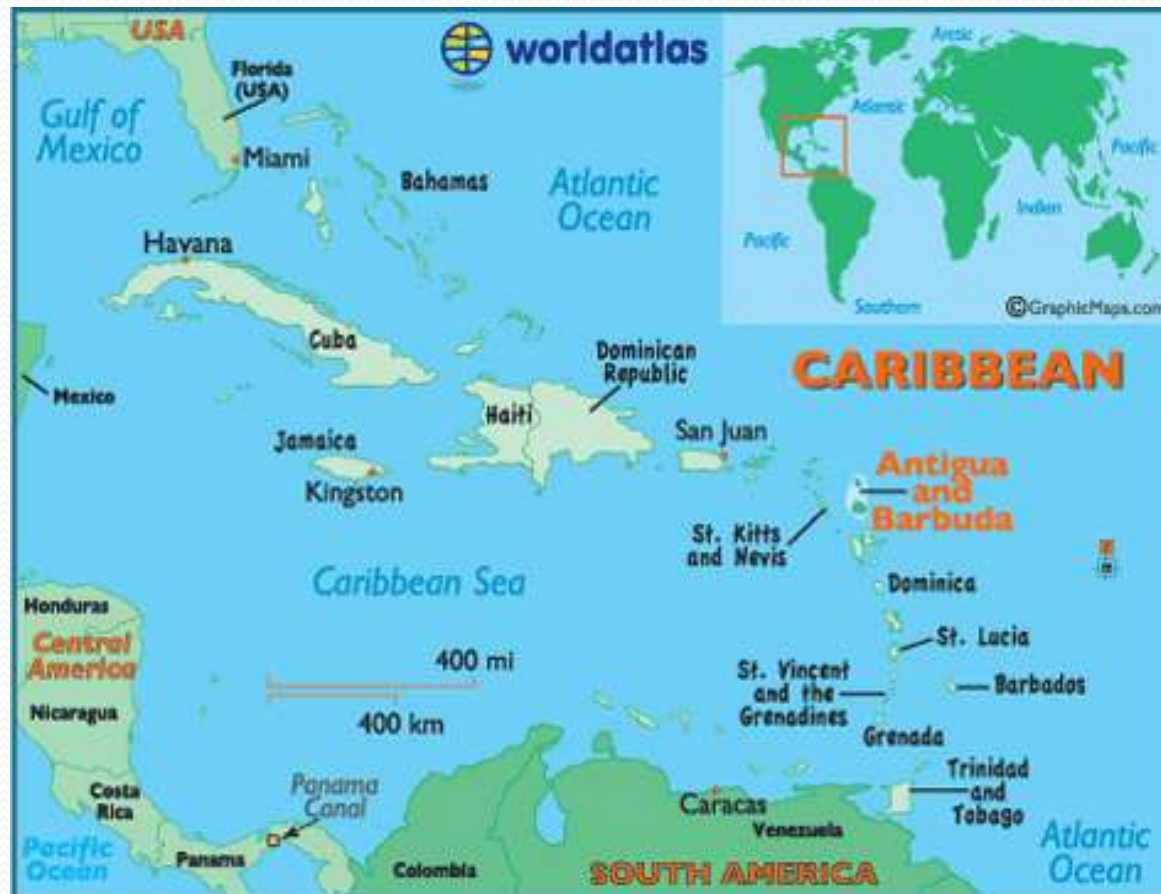 USA
worldatlas
Arctic
Florida
(USA)
Gulf of
Mexico
Atlantic
Miami
Pacific
Bahamas
Atlantic
Ocean
Indian
Pacific
Havana
Southern
©GraphicMaps.com
Cuba
Dominican
Republic
CARIBBEAN
Mexico
Haiti
Jamaica
San Juan
Kingston
Antigua
and
Barbuda
St. Kitts
and Nevis
Caribbean Sea
Dominica
Honduras
Central
America
St. Lucia
400 mi
St. Vincent
and the
Grenadines
Barbados
Nicaragua
400 km
Grenada
Trinidad
and
Tobago
Panama
Canal
Costa
Rica
Caracas
Venezuela
Pacific
Ocean
Panama
Colombia
SOUTH AMERICA
Atlantic
Ocean